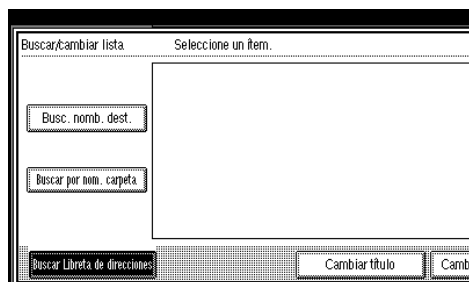 Buscar/cambiar lista Seleccione un ítem.
Busc. nomb. dest.
Buscar por nom. carpeta
Buscar Libreta de direcciones Cambiar título Camb